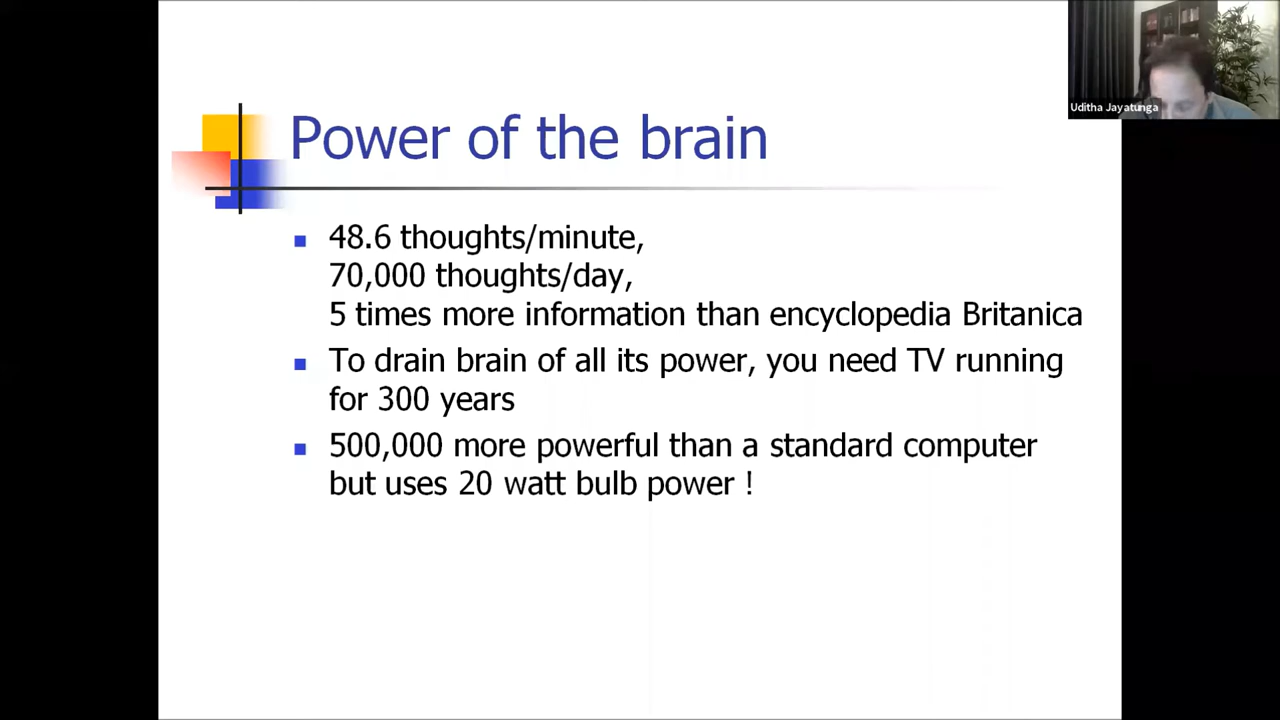 Uditha Jayatunga
Power of the brain
48.6 thoughts/minute,
70,000 thoughts/day,
5 times more information than encyclopedia Britanica
To drain brain of all its power, you need TV running
for 300 years
500,000 more powerful than a standard computer
but uses 20 watt bulb power !